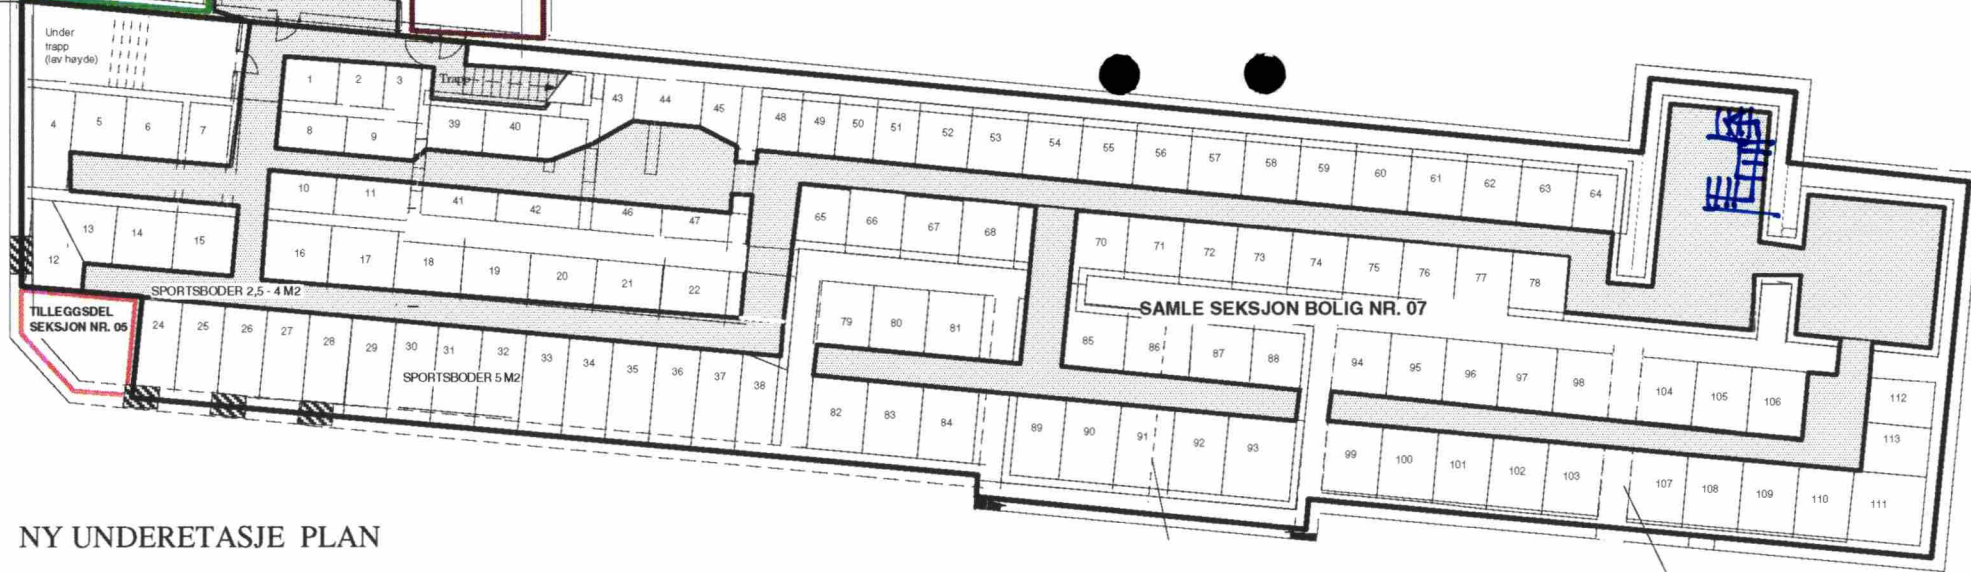 Under
trapp
(lav høyde)
1 2 3
Trapp
43 44 45
4 5 6 7
8 9
39 40
48 49 50 51 52 53 54 55 56 57 58 59 60 61 62 63 64
10 11 41 42 46 47
65 66 67 68
70 71 72 73 74 75 76 77 78
12 13 14 15
16 17 18 19 20 21 22
SPORTSBODER 2,5 - 4 M2
TILLEGGSDEL
SEKSJON NR. 05
SAMLE SEKSJON BOLIG NR. 07
79 80 81
24 25 26 27 28 29 30 31 32 33 34 35 36 37 38
SPORTSBODER 5 M2
85 86 87 88
94 95 96 97 98
104 105 106
112
113
82 83 84
89 90 91 92 93
99 100 101 102 103
107 108 109 110 111
NY UNDERETASJE PLAN